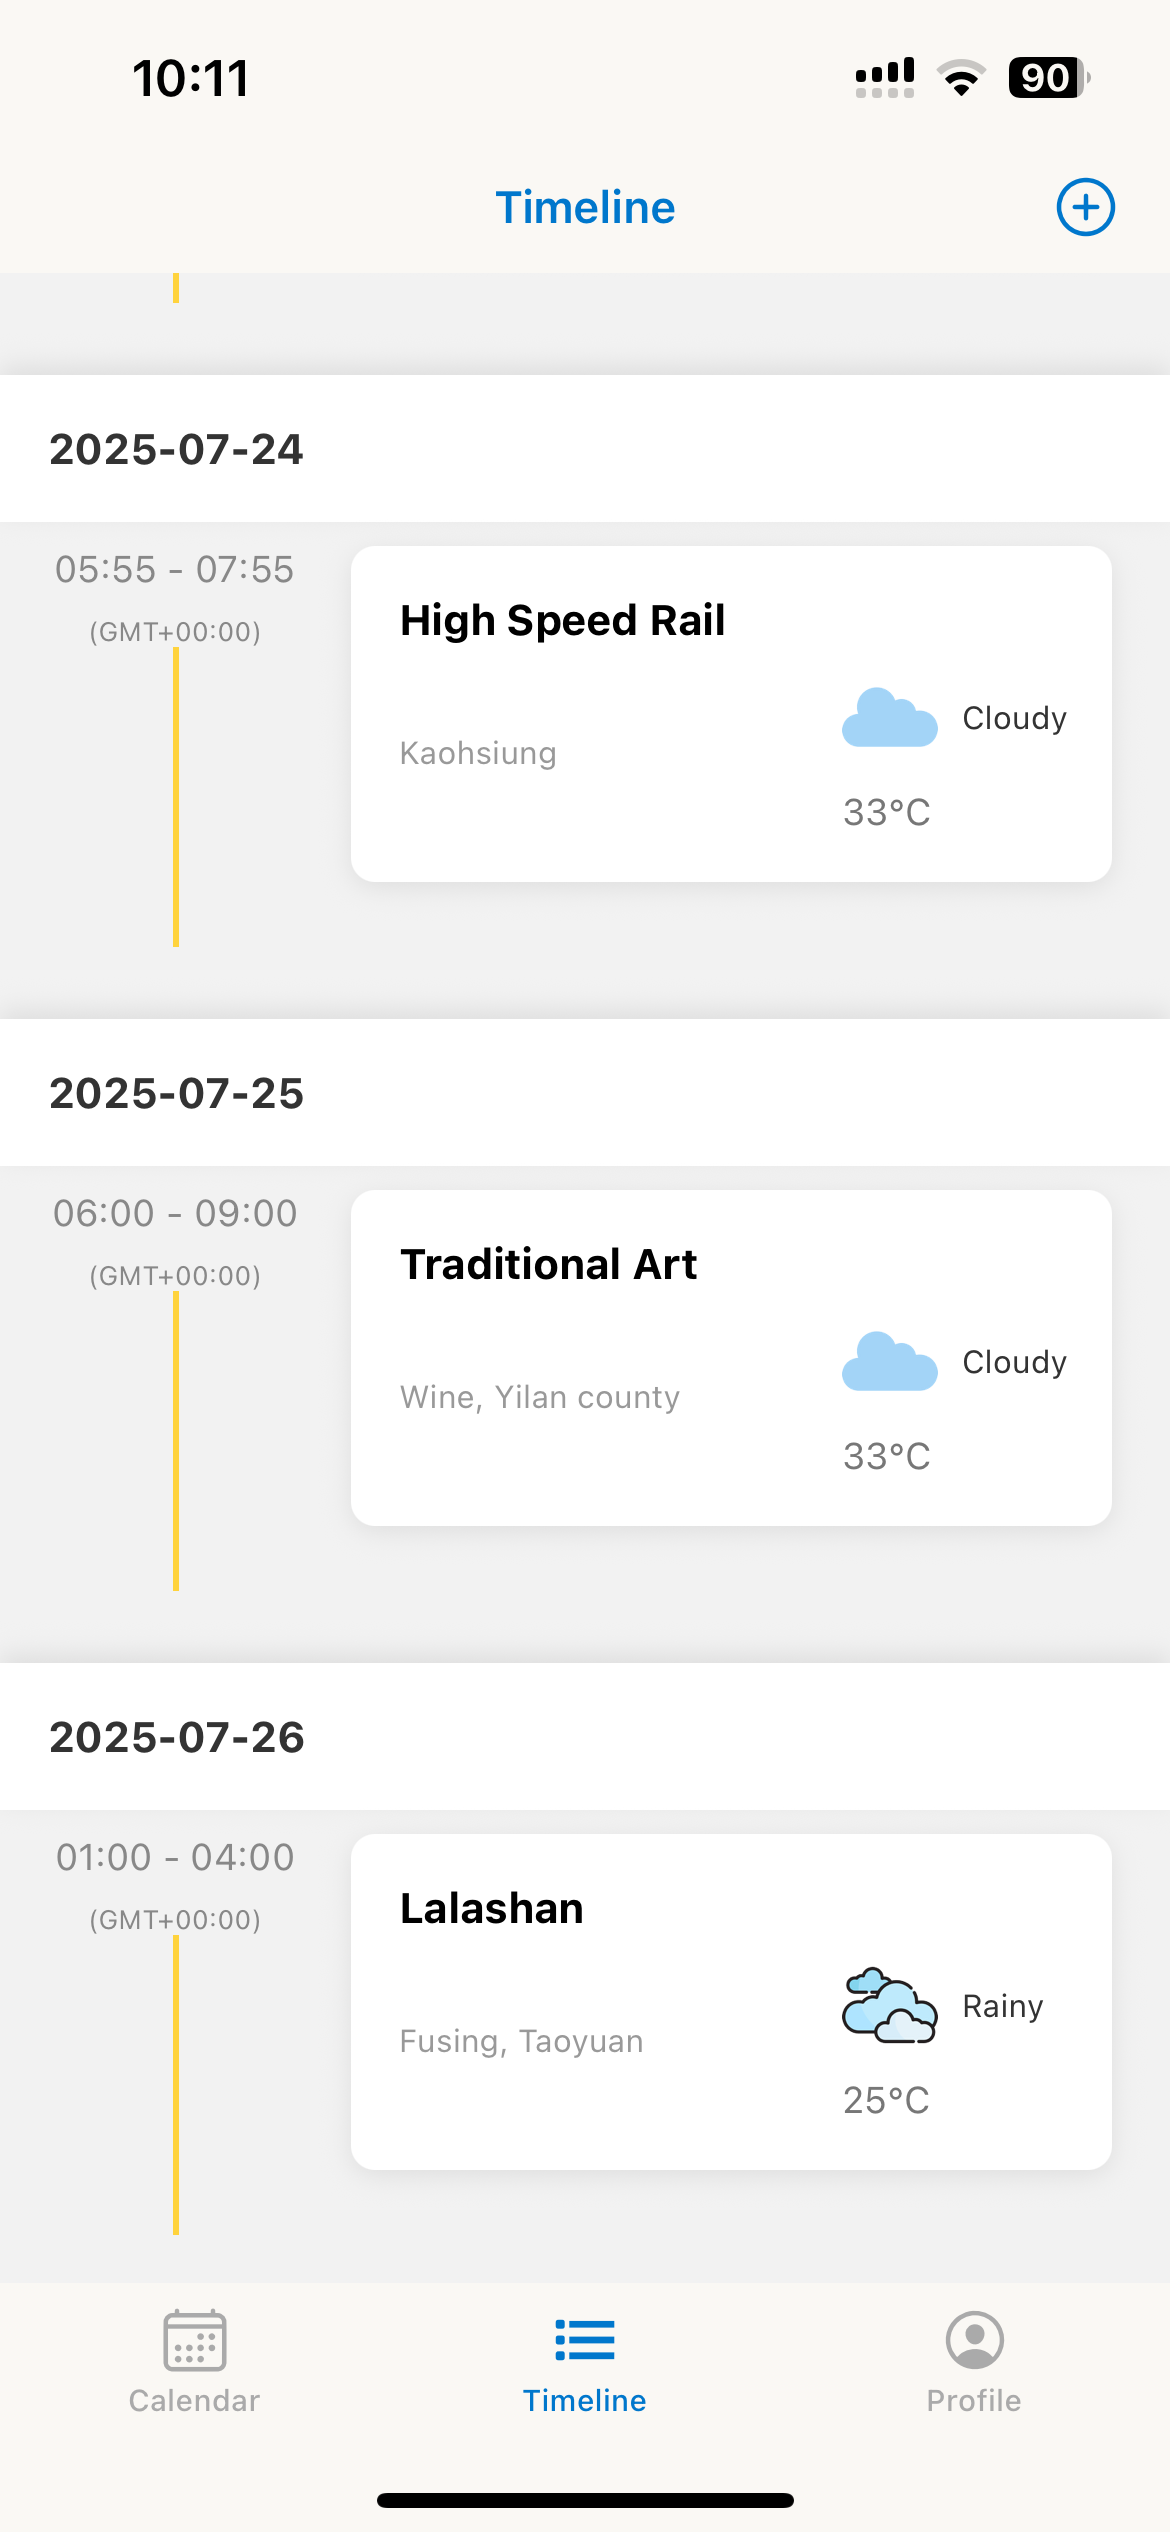 10:11
90
Timeline
2025-07-24
05:55 - 07:55
(GMT+00:00)
High Speed Rail
Cloudy
Kaohsiung
33°C
2025-07-25
06:00 - 09:00
(GMT+00:00)
Traditional Art
Cloudy
Wine, Yilan county
33°C
2025-07-26
01:00 - 04:00
(GMT+00:00)
Lalashan
Rainy
Fusing, Taoyuan
25°C
Calendar
Timeline
Profile